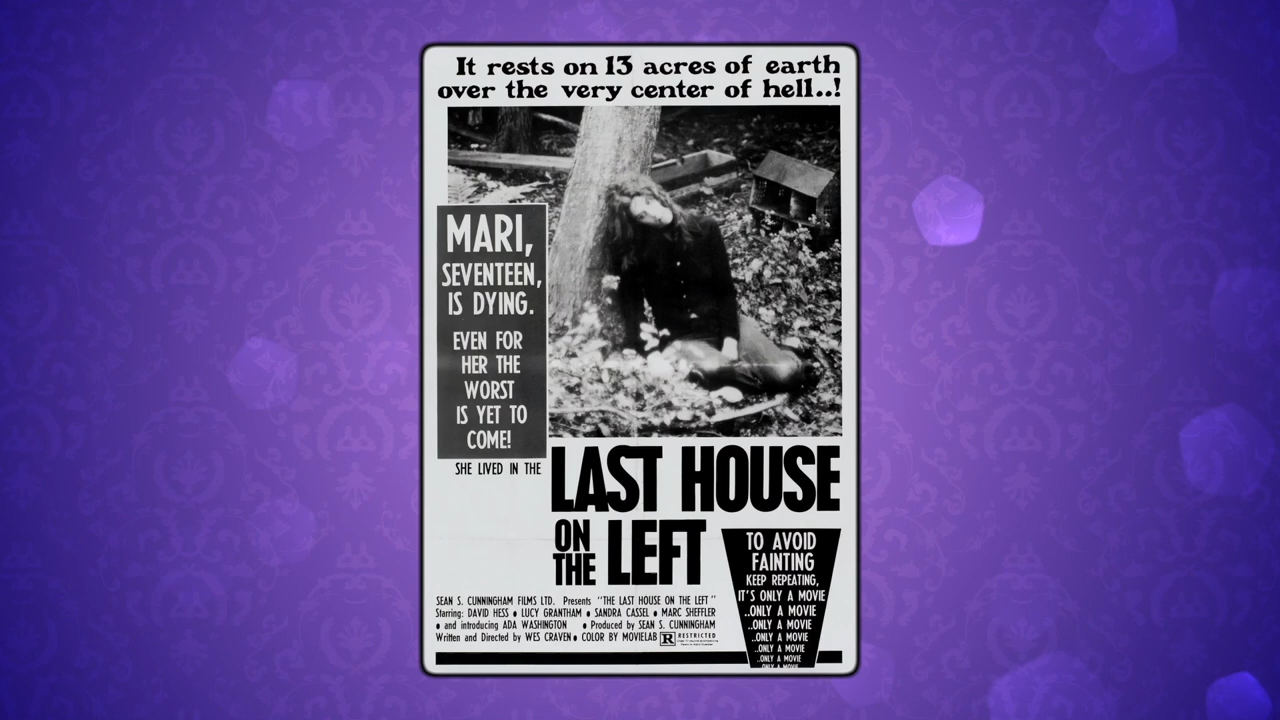 It rests on 13 acres of earth
over the very center of hell..!
MARI,
SEVENTEEN,
IS DYING.
EVEN FOR
HER THE
WORST
IS YET TO
COME!
SHE LIVED IN THE
LAST HOUSE
ON
THE LEFT
TO AVOID
FAINTING
KEEP REPEATING,
IT'S ONLY A MOVIE
..ONLY A MOVIE
..ONLY A MOVIE
..ONLY A MOVIE
..ONLY A MOVIE
..ONLY A MOVIE
..ONLY A MOVIE
SEAN S. CUNNINGHAM FILMS LTD. Presents "THE LAST HOUSE ON THE LEFT"
Starring: DAVID HESS • LUCY GRANTHAM • SANDRA CASSEL • MARC SHEFFLER
• and introducing ADA WASHINGTON • Produced by SEAN S. CUNNINGHAM
Written and Directed by WES CRAVEN • COLOR BY MOVIELAB R RESTRICTED